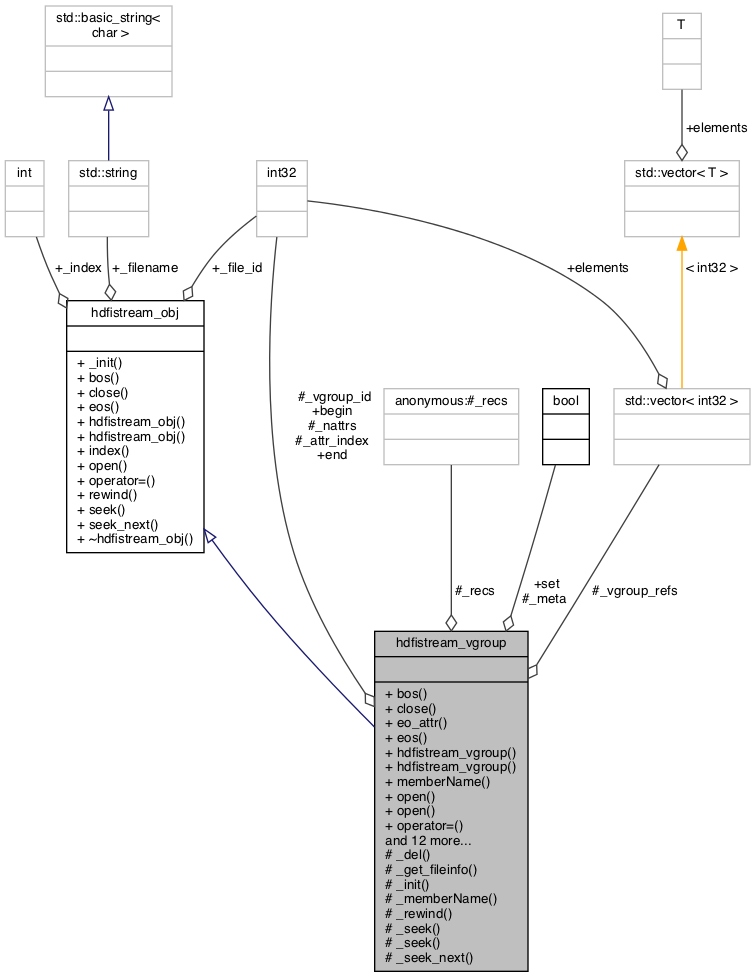 std::basic_string<
char >
T
+elements
int
std::string
int32
std::vector< T >
+_index
+_filename
+_file_id
+elements
< int32 >
hdfistream_obj
+ _init()
+ bos()
+ close()
+ eos()
+ hdfistream_obj()
+ hdfistream_obj()
+ index()
+ open()
+ operator=()
+ rewind()
+ seek()
+ seek_next()
+ ~hdfistream_obj()
#_vgroup_id
+begin
#_nattrs
#_attr_index
+end
anonymous:#_recs
bool
std::vector< int32 >
#_recs
+set
#_meta
#_vgroup_refs
hdfistream_vgroup
+ bos()
+ close()
+ eo_attr()
+ eos()
+ hdfistream_vgroup()
+ hdfistream_vgroup()
+ memberName()
+ open()
+ open()
+ operator=()
and 12 more...
# _del()
# _get_fileinfo()
# _init()
# _memberName()
# _rewind()
# _seek()
# _seek()
# _seek_next()